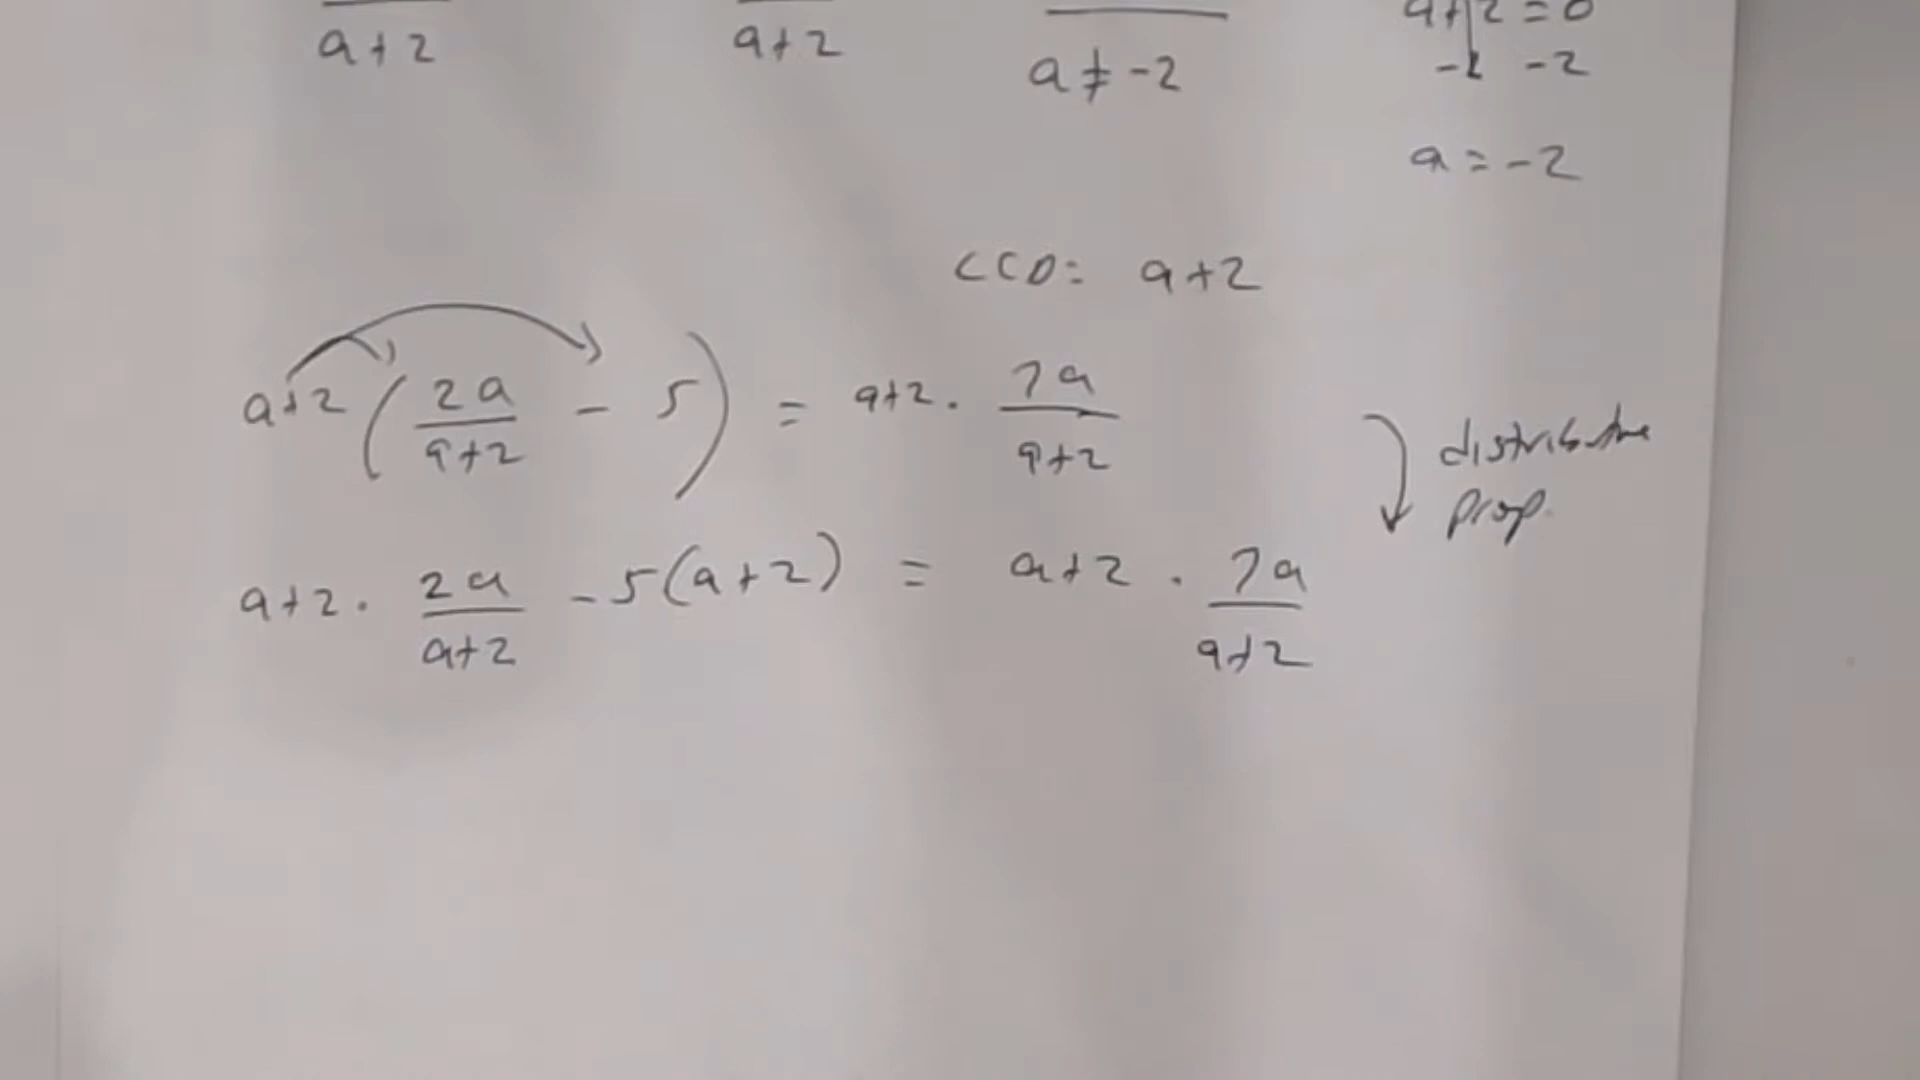 a+2 a+2 a ≠ -2 a+2 = 0
-2 -2
a = -2
LCD: a+2
a+2 ( 2a/a+2 - 5 ) = a+2 · 7a/a+2
distributive
prop.
a+2 · 2a/a+2 - 5(a+2) = a+2 · 7a/a+2